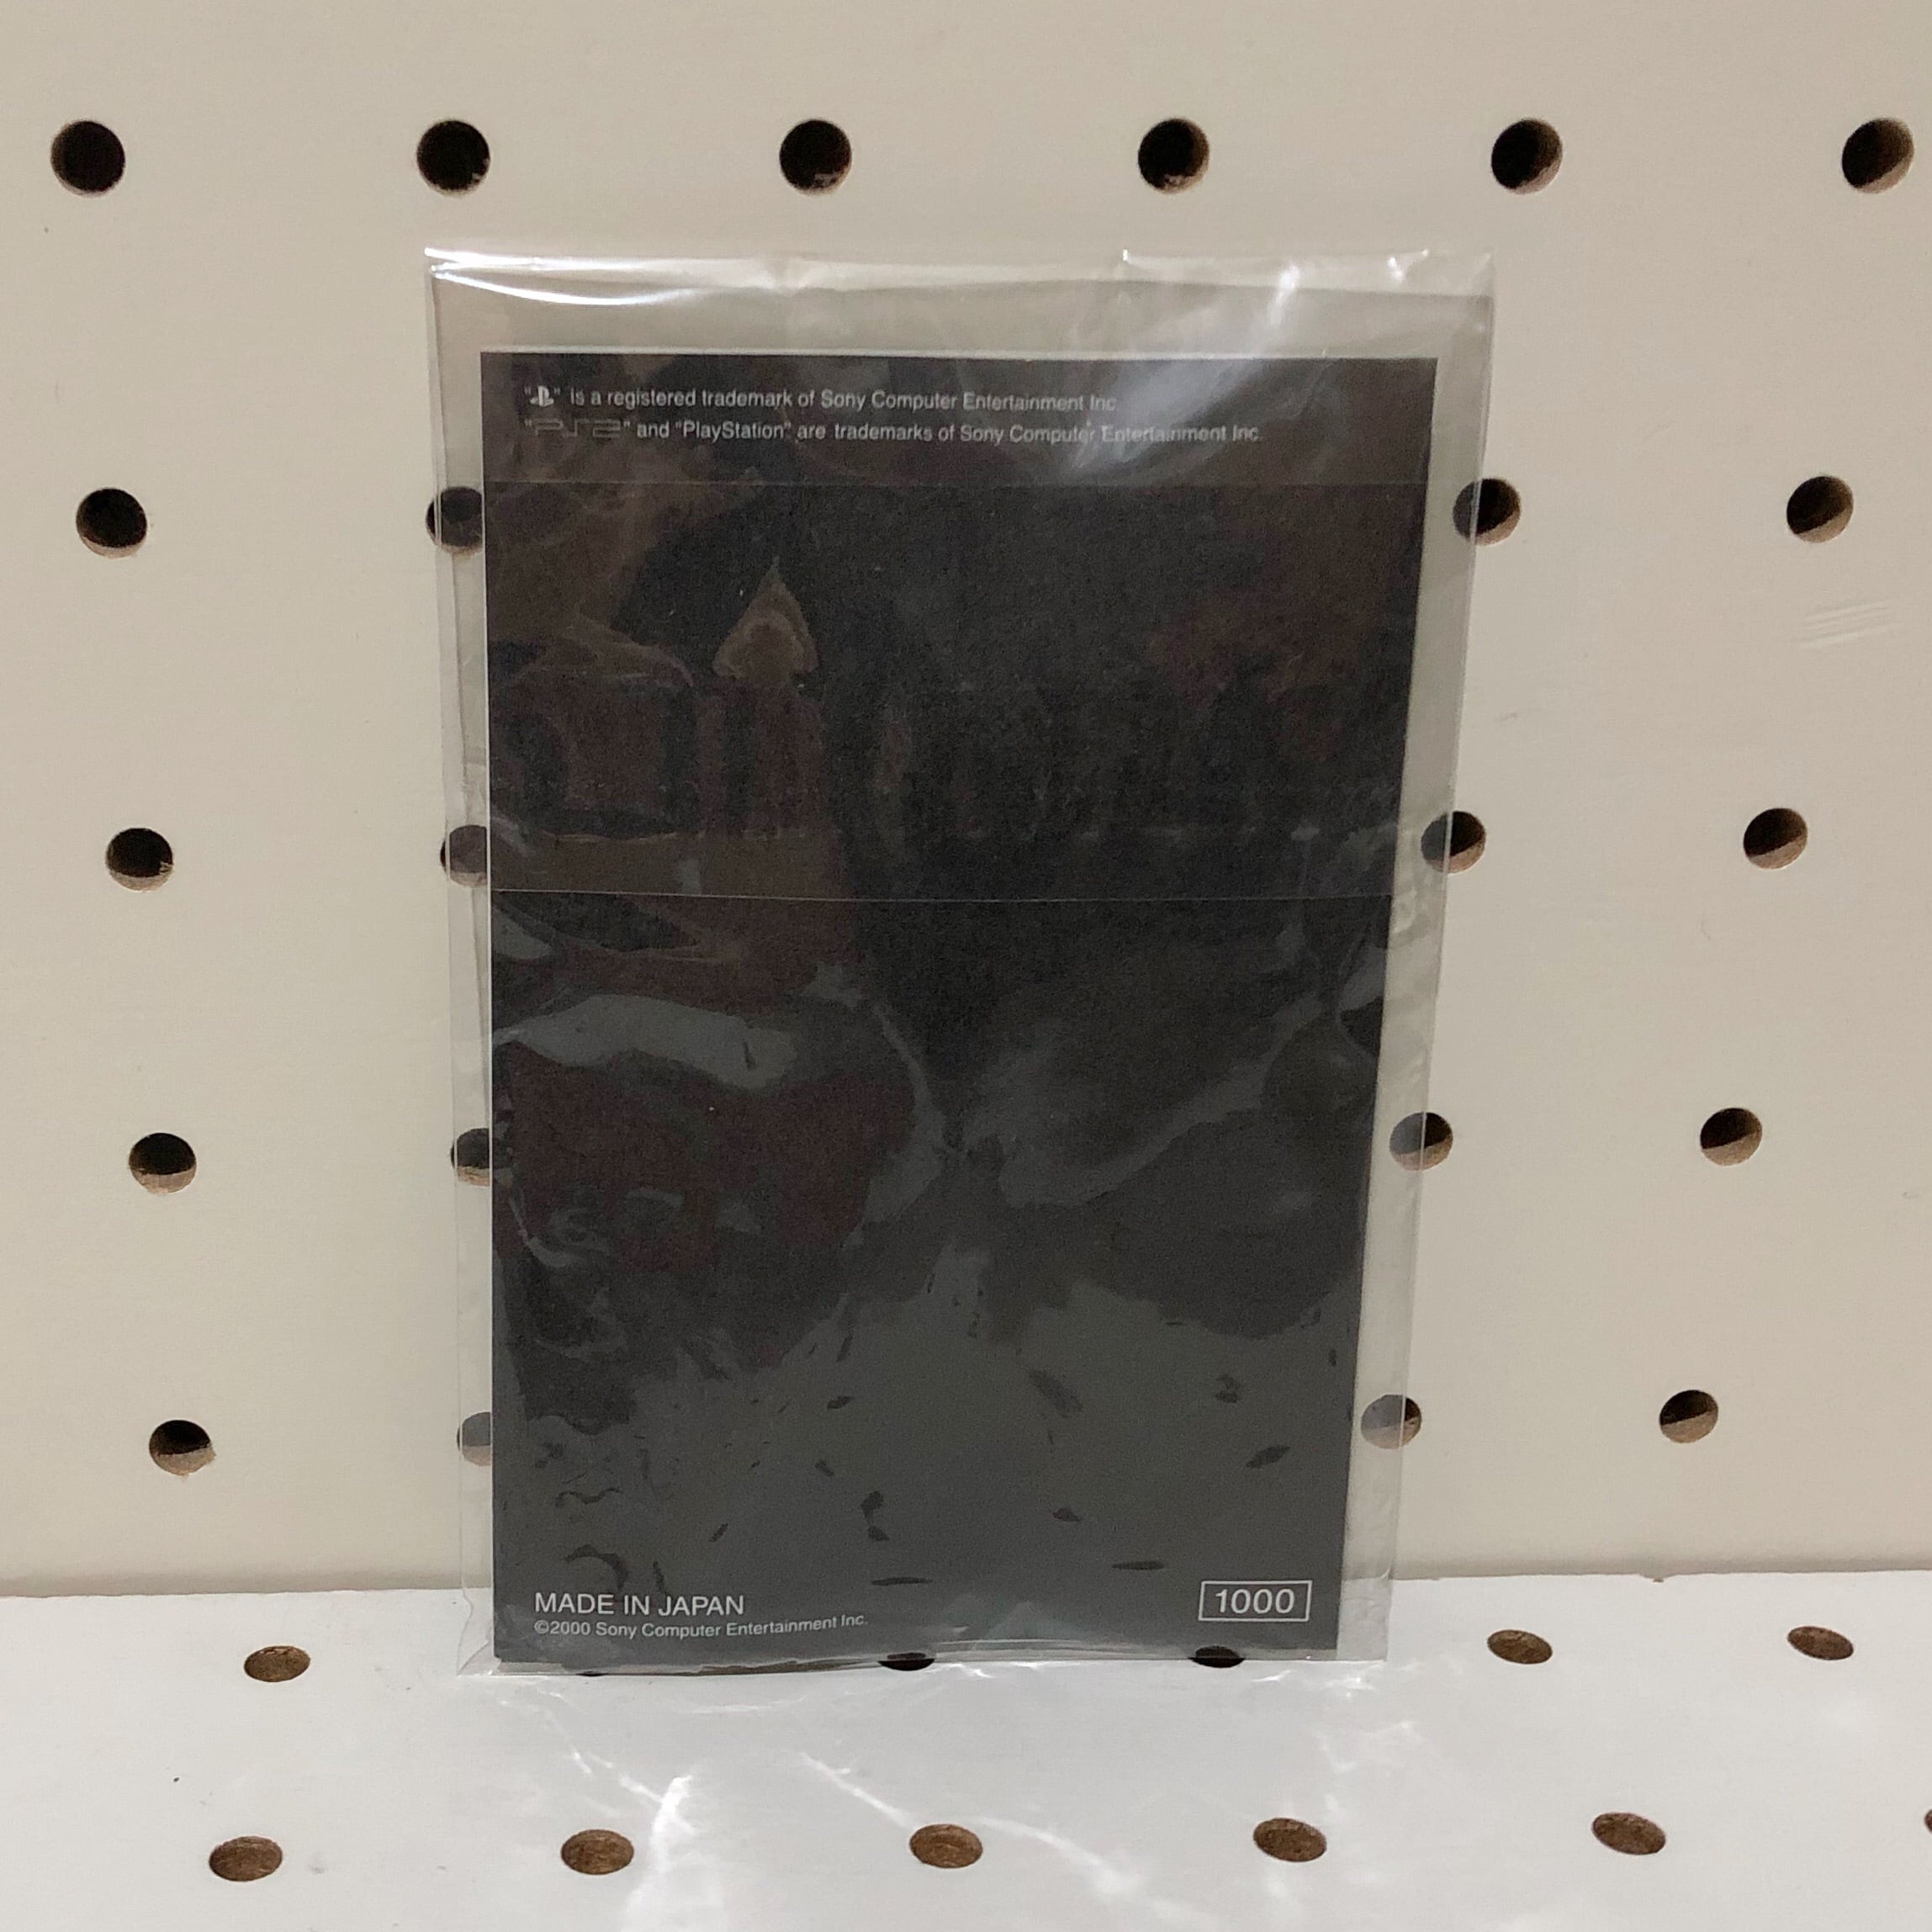 "PS" is a registered trademark of Sony Computer Entertainment Inc.
"PS2" and "PlayStation" are trademarks of Sony Computer Entertainment Inc.
MADE IN JAPAN
©2000 Sony Computer Entertainment Inc.
1000